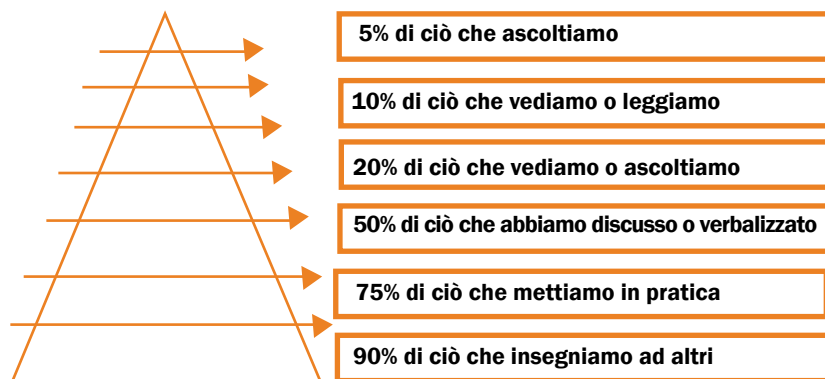 5% di ciò che ascoltiamo
10% di ciò che vediamo o leggiamo
20% di ciò che vediamo o ascoltiamo
50% di ciò che abbiamo discusso o verbalizzato
75% di ciò che mettiamo in pratica
90% di ciò che insegniamo ad altri